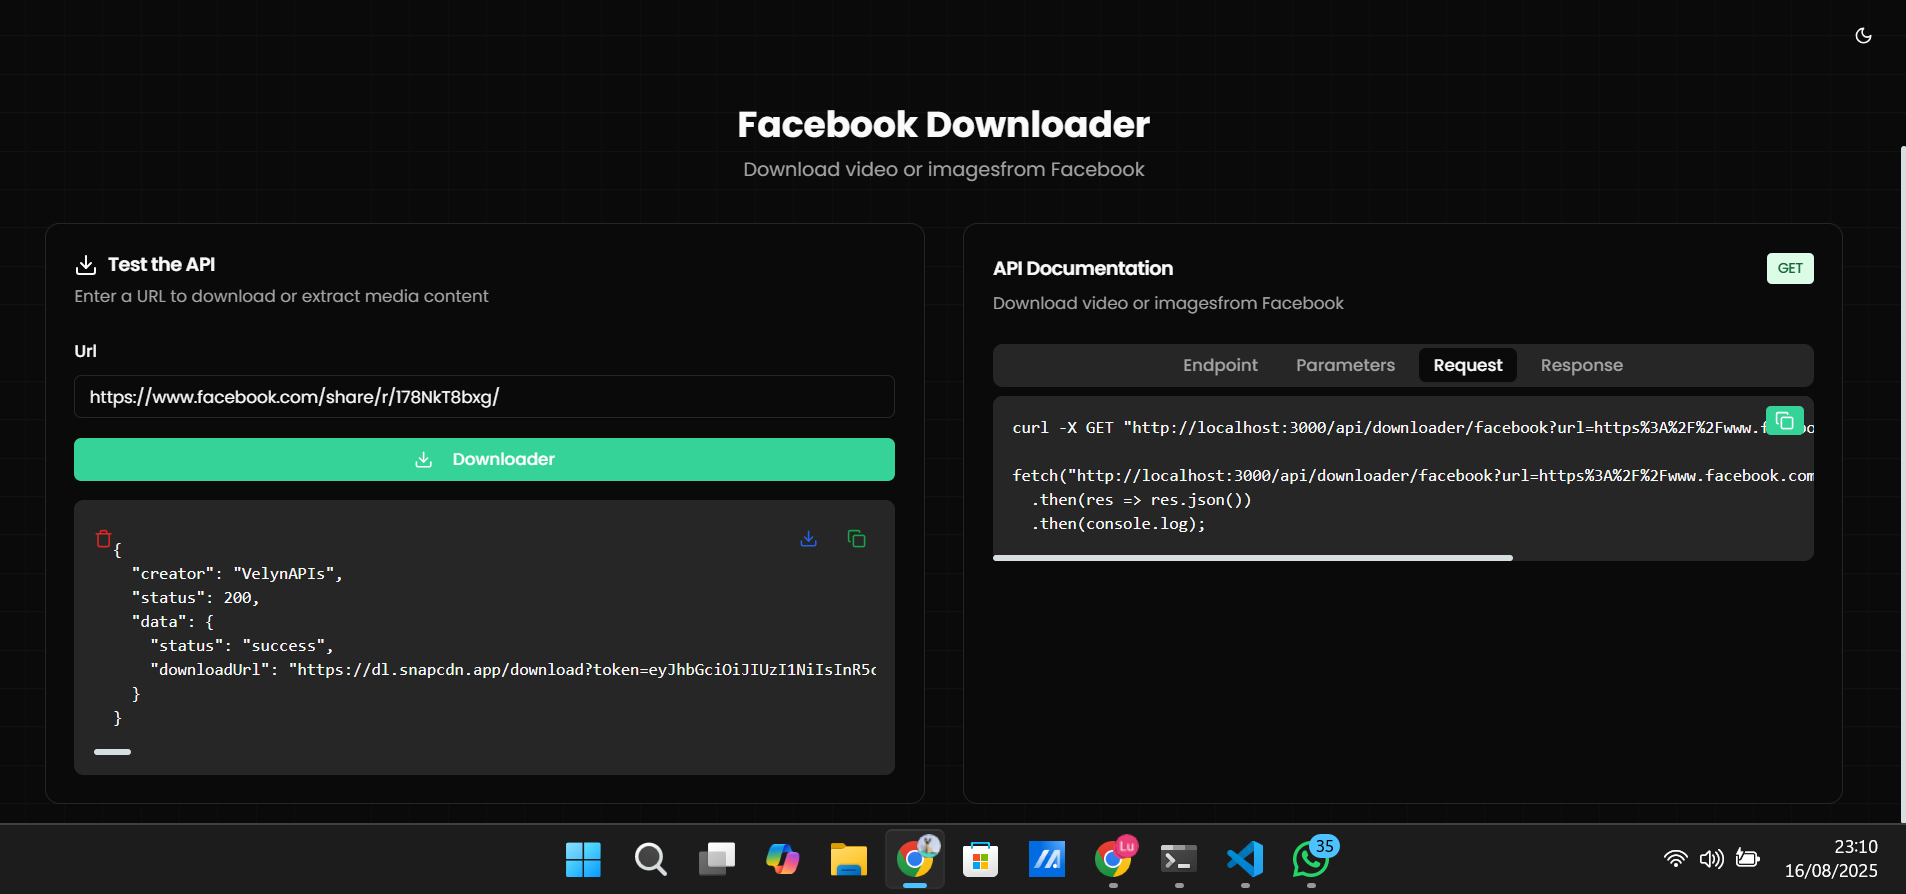 Facebook Downloader
Download video or imagesfrom Facebook
Test the API
Enter a URL to download or extract media content
Url
https://www.facebook.com/share/r/178NkT8bxg/
Downloader
{
"creator": "VelynAPIs",
"status": 200,
"data": {
"status": "success",
"downloadUrl": "https://dl.snapcdn.app/download?token=eyJhbGciOiJIUzI1NiIsInR5c
}
}
API Documentation
GET
Download video or imagesfrom Facebook
Endpoint Parameters Request Response
curl -X GET "http://localhost:3000/api/downloader/facebook?url=https%3A%2F%2Fwww.f
fetch("http://localhost:3000/api/downloader/facebook?url=https%3A%2F%2Fwww.facebook.com
.then(res => res.json())
.then(console.log);
Lu
35
23:10
16/08/2025